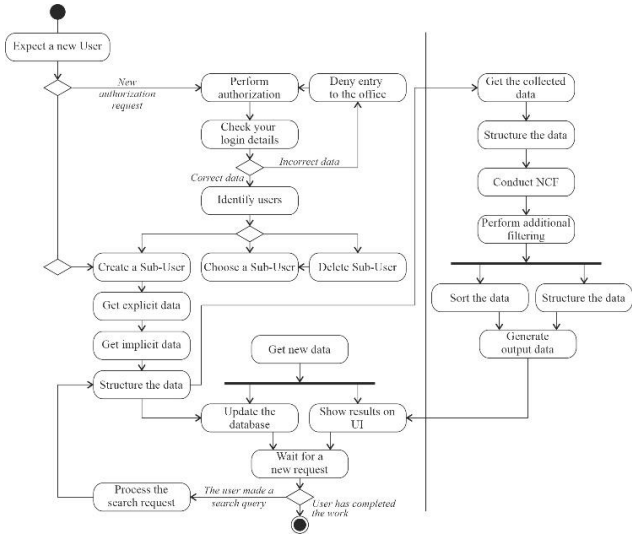 Expect a new User
New
authorization
request
Perform
authorization
Deny entry
to the office
Check your
login details
Incorrect data
Correct data
Identify users
Create a Sub-User
Choose a Sub-User
Delete Sub-User
Get explicit data
Get implicit data
Structure the data
Get new data
Update the
database
Show results on
UI
Wait for a
new request
Process the
search request
The user made a
search query
User has completed
the work
Get the collected
data
Structure the data
Conduct NCF
Perform additional
filtering
Sort the data
Structure the data
Generate
output data